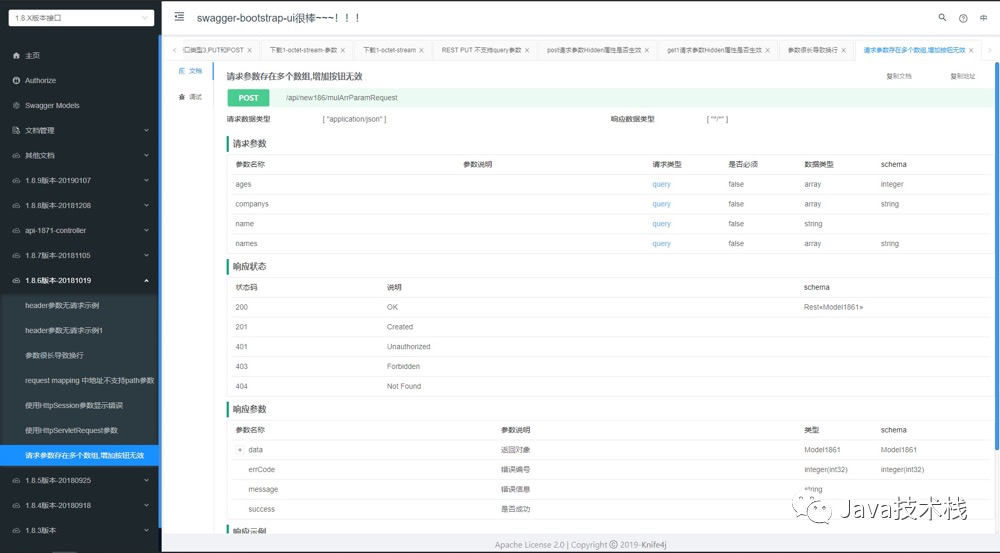 1.8.X版本接口
swagger-bootstrap-ui很棒~~~！！！
中
主页
Authorize
Swagger Models
文档管理
其他文档
1.8.9版本-20190107
1.8.8版本-20181208
api-1871-controller
1.8.7版本-20181105
1.8.6版本-20181019
header参数无请求示例
header参数无请求示例1
参数很长导致换行
request mapping 中地址不支持path参数
使用HttpSession参数显示错误
使用HttpServletRequest参数
请求参数存在多个数组,增加按钮无效
1.8.5版本-20180925
1.8.4版本-20180918
1.8.3版本
口类型3,PUT和POST
下载1-octet-stream-参数
下载1-octet-stream
REST PUT 不支持query参数
post请求参数Hidden属性是否生效
get1请求参数Hidden属性是否生效
参数很长导致换行
请求参数存在多个数组,增加按钮无效
文档
调试
请求参数存在多个数组,增加按钮无效
复制文档 复制地址
POST /api/new186/mulArrParamRequest
请求数据类型 [ "application/json" ] 响应数据类型 [ "*/*" ]
请求参数
参数名称 参数说明 请求类型 是否必须 数据类型 schema
ages query false array integer
companys query false array string
name query false string
names query false array string
响应状态
状态码 说明 schema
200 OK Rest«Model1861»
201 Created
401 Unauthorized
403 Forbidden
404 Not Found
响应参数
参数名称 参数说明 类型 schema
+ data 返回对象 Model1861 Model1861
errCode 错误编号 integer(int32) integer(int32)
message 错误信息 string
success 是否成功
响应示例
Java技术栈
Apache License 2.0 | Copyright © 2019-Knife4j